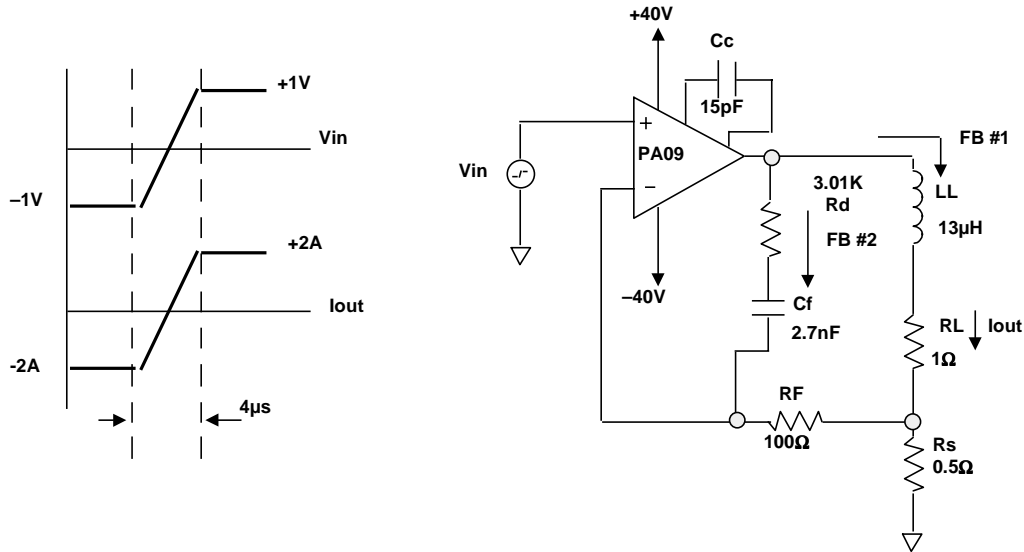 +1V
Vin
–1V
+2A
Iout
-2A
4µs
+40V
Cc
15pF
+
PA09
–
Vin
–40V
3.01K
Rd
FB #2
Cf
2.7nF
FB #1
LL
13µH
RL
Iout
1Ω
RF
100Ω
Rs
0.5Ω